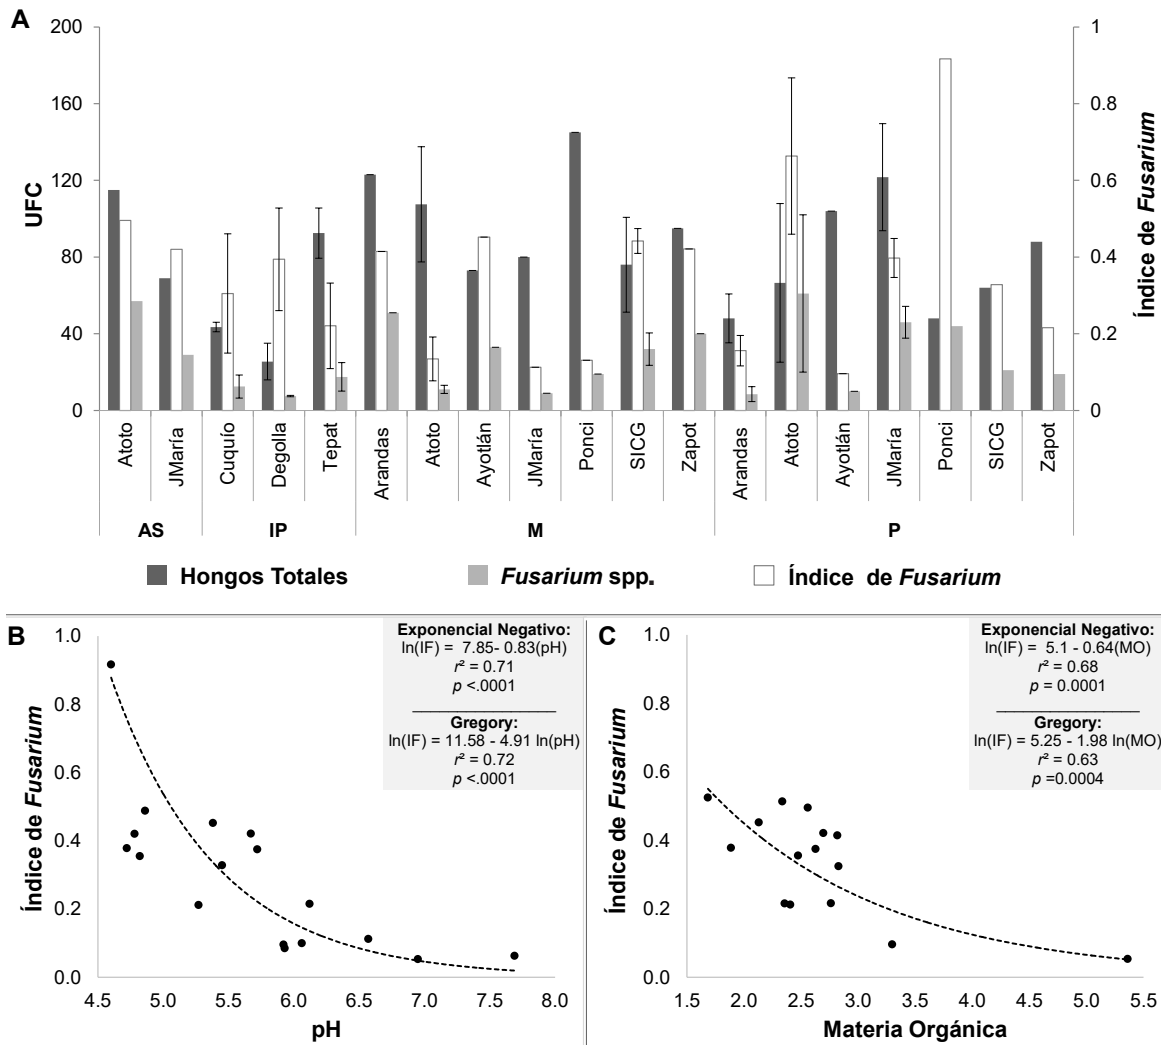 A
200
160
120
80
40
0
UFC
1
0.8
0.6
0.4
0.2
0
Índice de Fusarium
Atoto
JMaría
Cuquío
Degolla
Tepat
Arandas
Atoto
Ayotlán
JMaría
Ponci
SICG
Zapot
Arandas
Atoto
Ayotlán
JMaría
Ponci
SICG
Zapot
AS
IP
M
P
Hongos Totales
Fusarium spp.
Índice de Fusarium
B
Exponencial Negativo:
ln(IF) = 7.85- 0.83(pH)
r² = 0.71
p <.0001
Gregory:
ln(IF) = 11.58 - 4.91 ln(pH)
r² = 0.72
p <.0001
1.0
0.8
0.6
0.4
0.2
0.0
Índice de Fusarium
4.5 5.0 5.5 6.0 6.5 7.0 7.5 8.0
pH
C
Exponencial Negativo:
ln(IF) = 5.1 - 0.64(MO)
r² = 0.68
p = 0.0001
Gregory:
ln(IF) = 5.25 - 1.98 ln(MO)
r² = 0.63
p =0.0004
1.0
0.8
0.6
0.4
0.2
0.0
Índice de Fusarium
1.5 2.0 2.5 3.0 3.5 4.0 4.5 5.0 5.5
Materia Orgánica